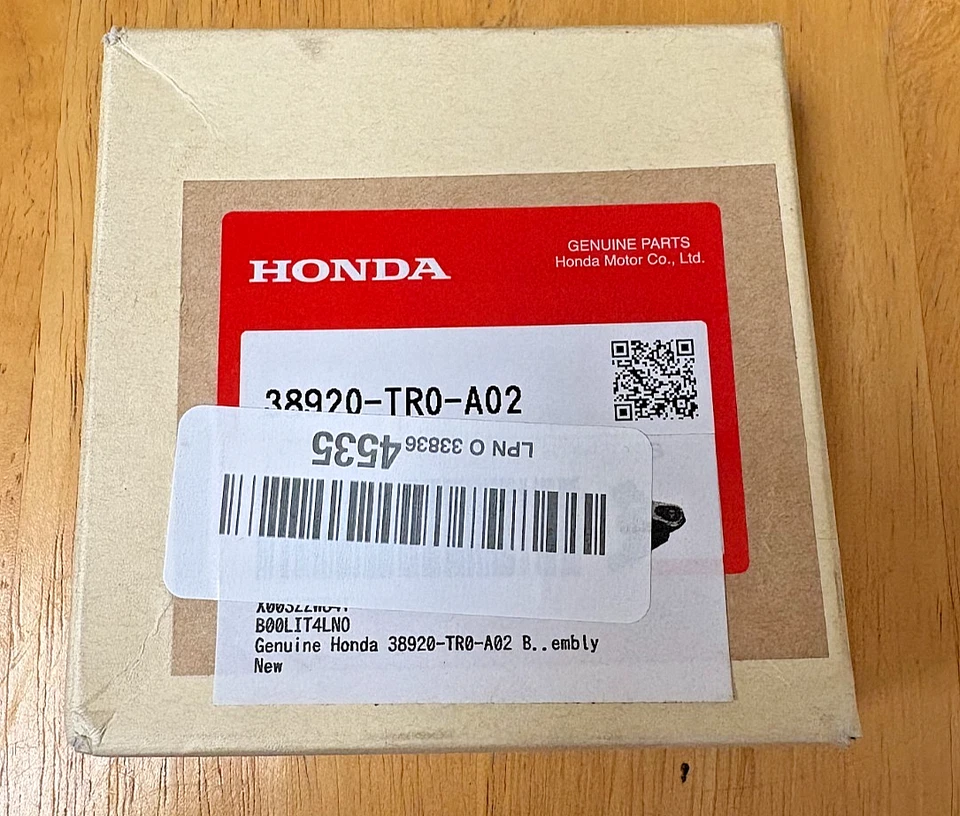 HONDA
GENUINE PARTS
Honda Motor Co., Ltd.
38920-TR0-A02
LPN O 33836 4535
B00LIT4LNO
Genuine Honda 38920-TR0-A02 B..embly
New